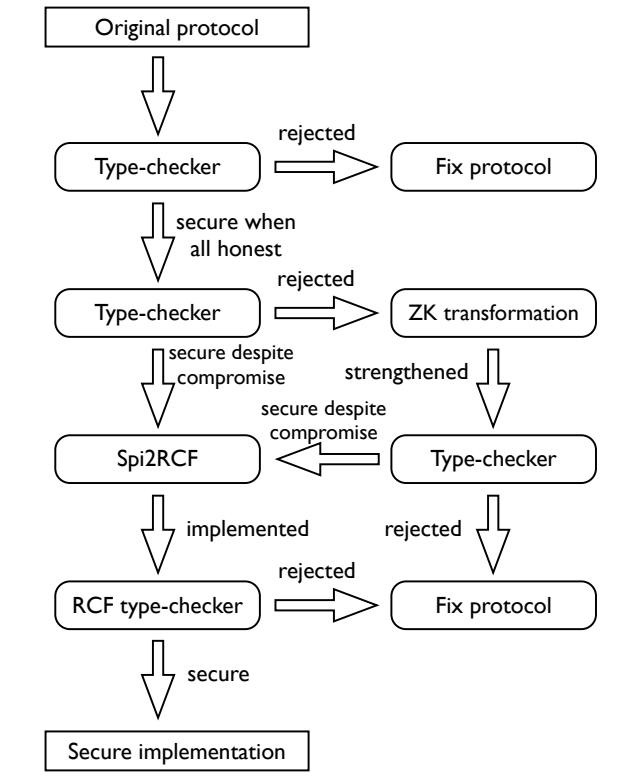 Original protocol
rejected
Type-checker
Fix protocol
secure when
all honest
rejected
Type-checker
ZK transformation
secure despite
compromise
strengthened
secure despite
compromise
Spi2RCF
Type-checker
implemented
rejected
rejected
RCF type-checker
Fix protocol
secure
Secure implementation